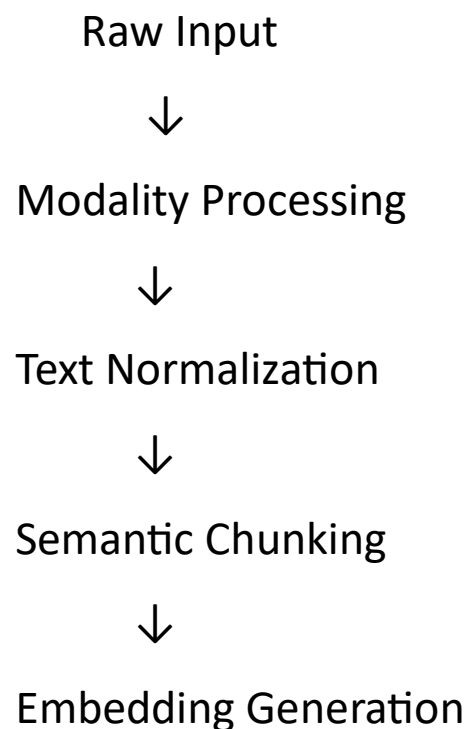 Raw Input
↓
Modality Processing
↓
Text Normalization
↓
Semantic Chunking
↓
Embedding Generation